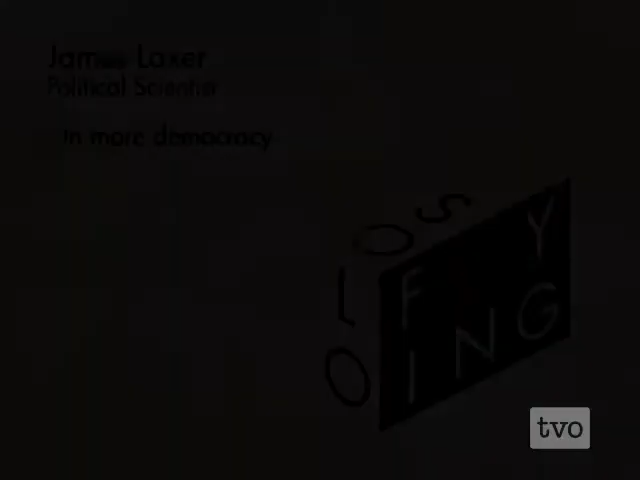 James Laxer
Political Scientist
in more democracy
S
O
F Y
L
I N G
O
tvo